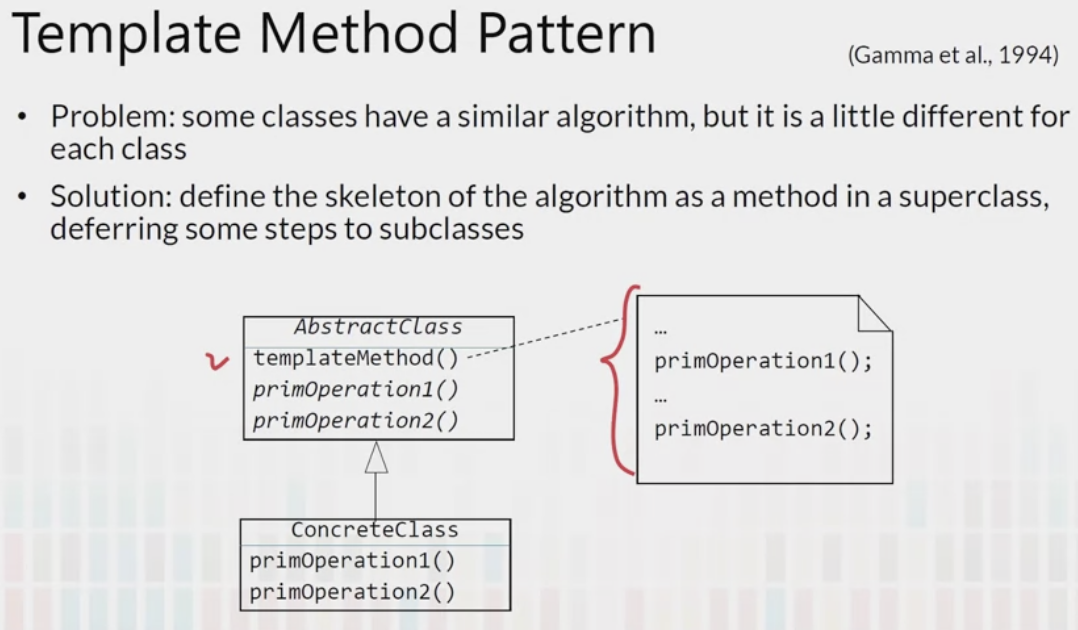 Template Method Pattern
(Gamma et al., 1994)
• Problem: some classes have a similar algorithm, but it is a little different for
each class
• Solution: define the skeleton of the algorithm as a method in a superclass,
deferring some steps to subclasses
AbstractClass
templateMethod()
primOperation1()
primOperation2()
…
primOperation1();
…
primOperation2();
ConcreteClass
primOperation1()
primOperation2()